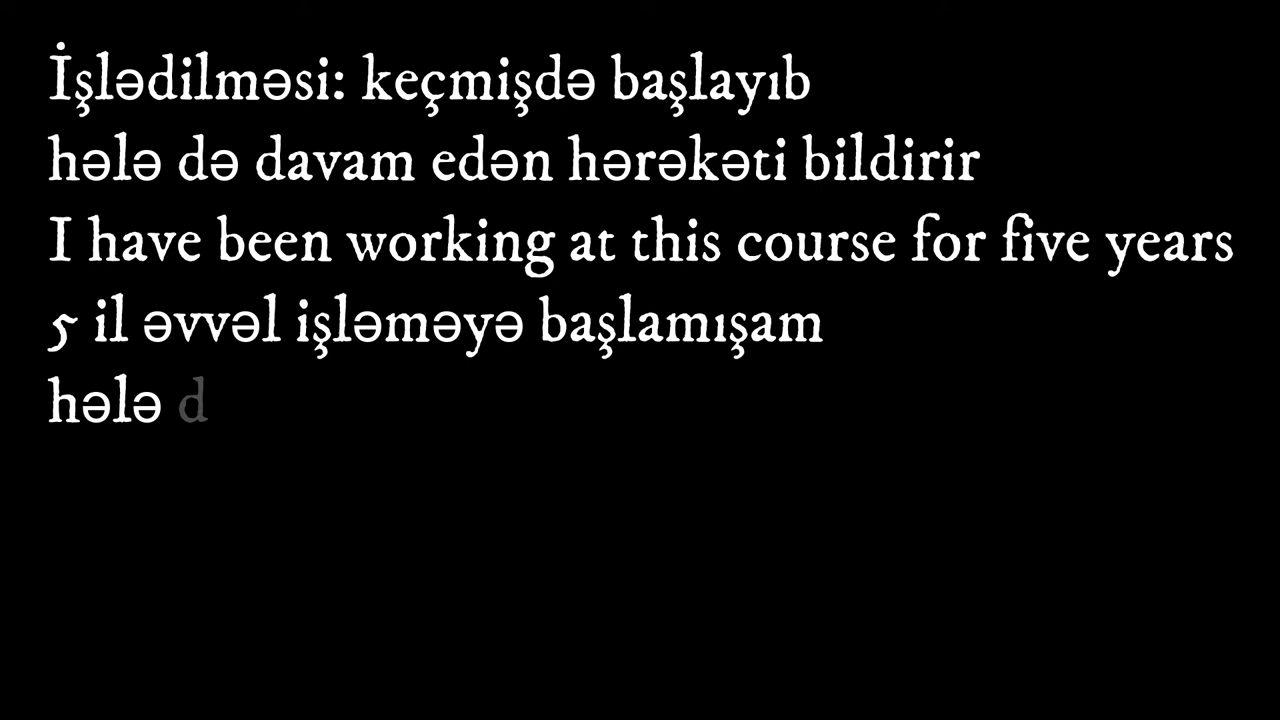 İşlədilməsi: keçmişdə başlayıb
hələ də davam edən hərəkəti bildirir
I have been working at this course for five years
5 il əvvəl işləməyə başlamışam
hələ d